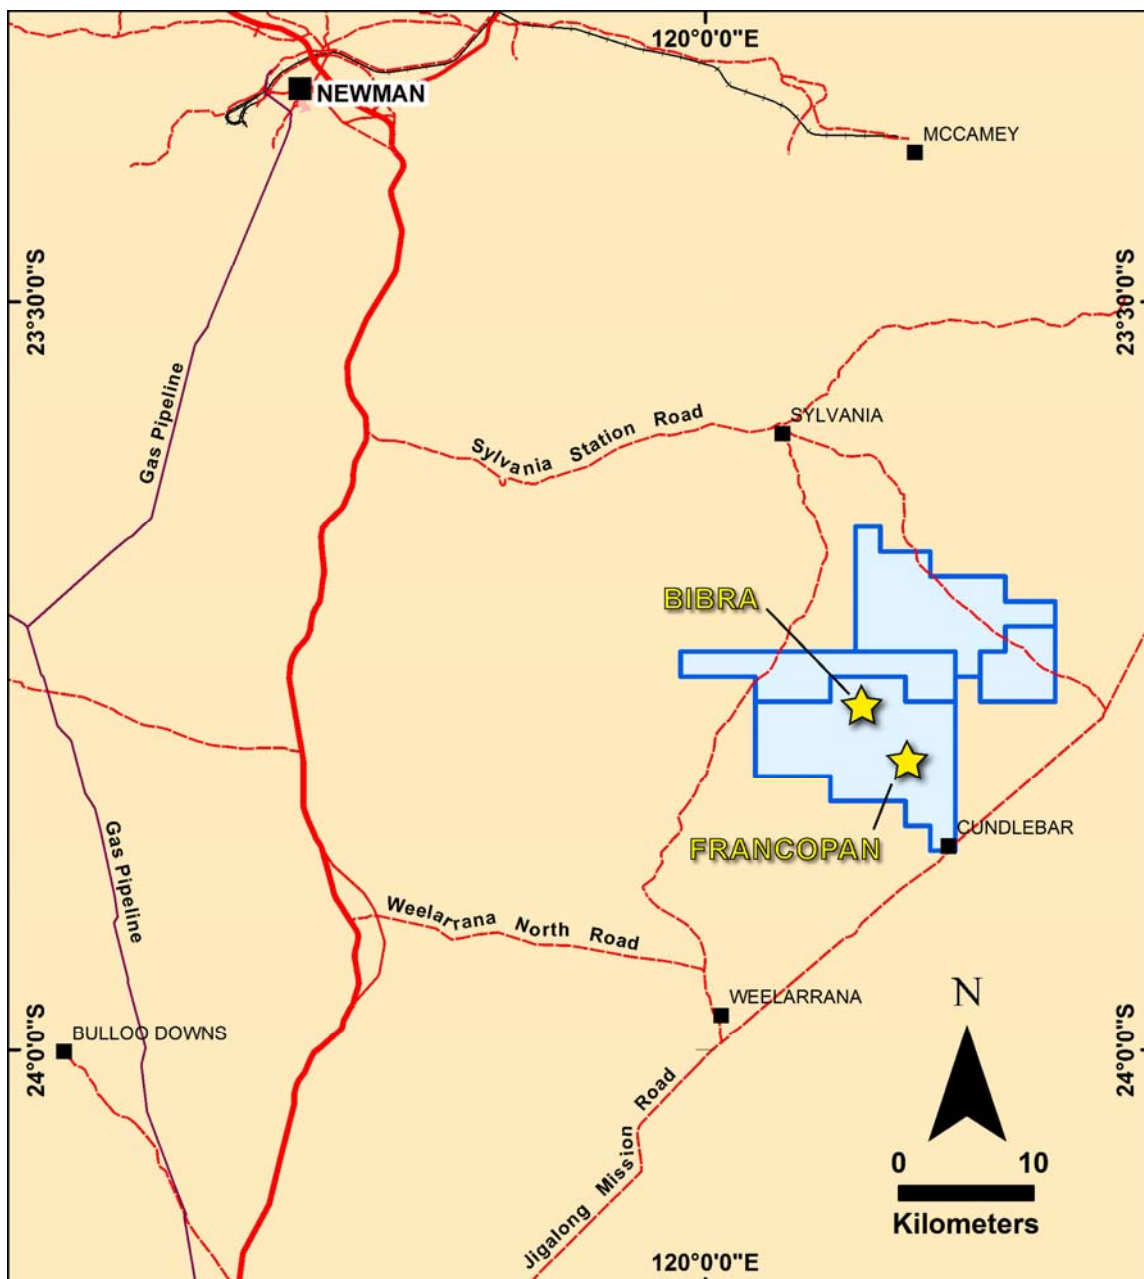 120°0'0"E
NEWMAN
MCCAMEY
23°30'0"S
23°30'0"S
Gas Pipeline
Sylvania Station Road
SYLVANIA
BIBRA
FRANCOPAN
CUNDLEBAR
Gas Pipeline
Weelarrana North Road
WEELARRANA
N
BULLOO DOWNS
24°0'0"S
24°0'0"S
Jigalong Mission Road
0 10
Kilometers
120°0'0"E